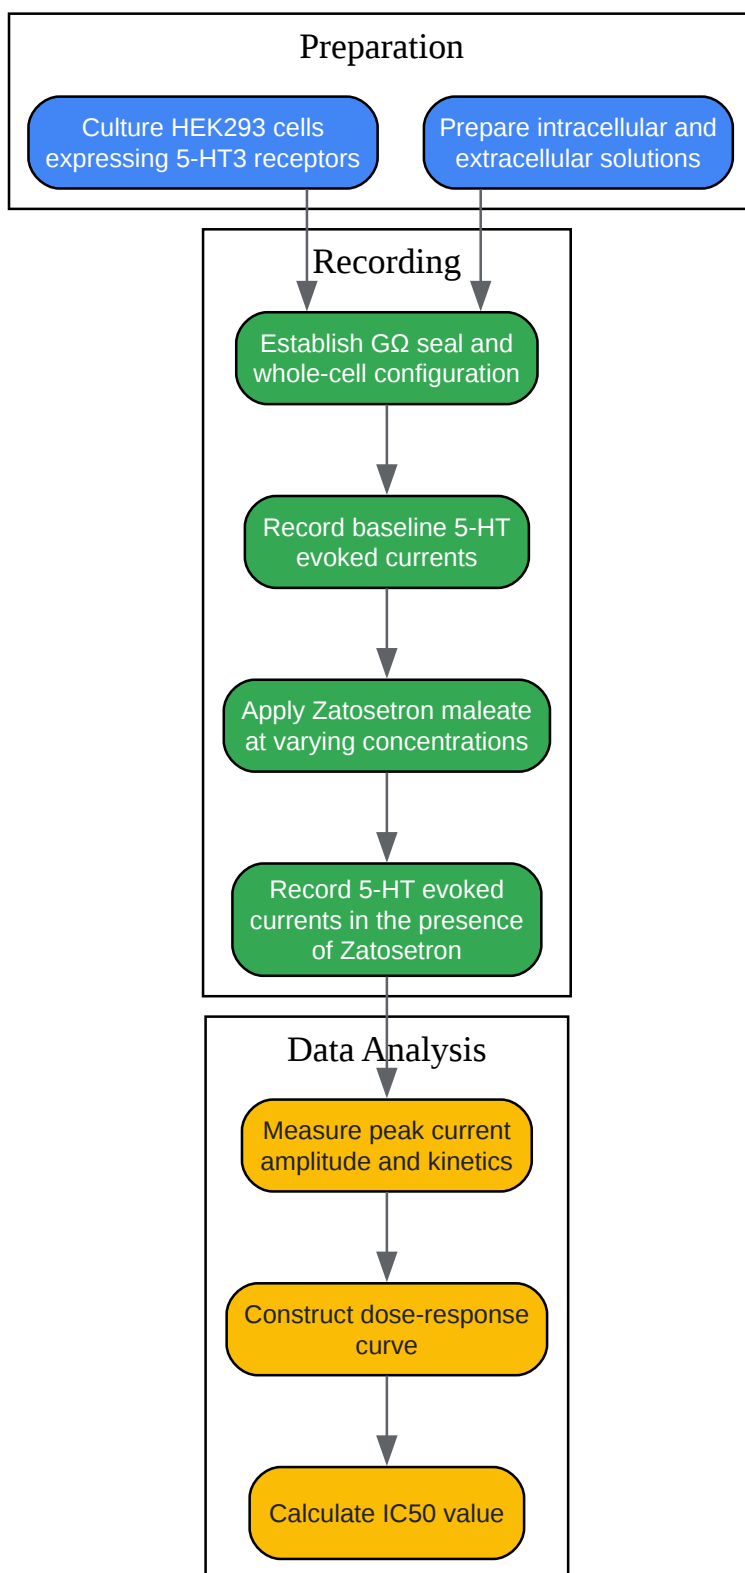 Preparation
Culture HEK293 cells
expressing 5-HT3 receptors
Prepare intracellular and
extracellular solutions
Recording
Establish GΩ seal and
whole-cell configuration
Record baseline 5-HT
evoked currents
Apply Zatosetron maleate
at varying concentrations
Record 5-HT evoked
currents in the presence
of Zatosetron
Data Analysis
Measure peak current
amplitude and kinetics
Construct dose-response
curve
Calculate IC50 value